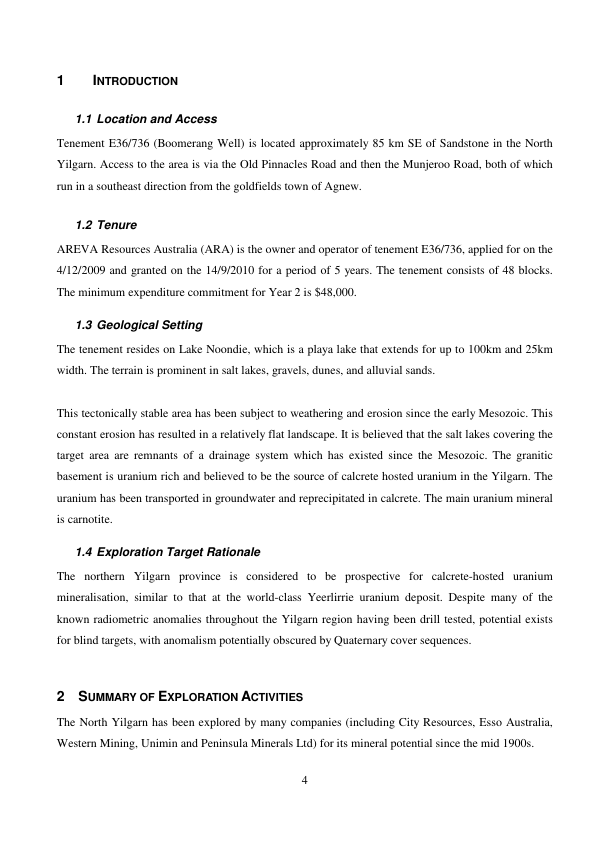 1 INTRODUCTION
1.1 Location and Access
Tenement E36/736 (Boomerang Well) is located approximately 85 km SE of Sandstone in the North
Yilgarn. Access to the area is via the Old Pinnacles Road and then the Munjeroo Road, both of which
run in a southeast direction from the goldfields town of Agnew.
1.2 Tenure
AREVA Resources Australia (ARA) is the owner and operator of tenement E36/736, applied for on the
4/12/2009 and granted on the 14/9/2010 for a period of 5 years. The tenement consists of 48 blocks.
The minimum expenditure commitment for Year 2 is $48,000.
1.3 Geological Setting
The tenement resides on Lake Noondie, which is a playa lake that extends for up to 100km and 25km
width. The terrain is prominent in salt lakes, gravels, dunes, and alluvial sands.
This tectonically stable area has been subject to weathering and erosion since the early Mesozoic. This
constant erosion has resulted in a relatively flat landscape. It is believed that the salt lakes covering the
target area are remnants of a drainage system which has existed since the Mesozoic. The granitic
basement is uranium rich and believed to be the source of calcrete hosted uranium in the Yilgarn. The
uranium has been transported in groundwater and reprecipitated in calcrete. The main uranium mineral
is carnotite.
1.4 Exploration Target Rationale
The northern Yilgarn province is considered to be prospective for calcrete-hosted uranium
mineralisation, similar to that at the world-class Yeerlirrie uranium deposit. Despite many of the
known radiometric anomalies throughout the Yilgarn region having been drill tested, potential exists
for blind targets, with anomalism potentially obscured by Quaternary cover sequences.
2 SUMMARY OF EXPLORATION ACTIVITIES
The North Yilgarn has been explored by many companies (including City Resources, Esso Australia,
Western Mining, Unimin and Peninsula Minerals Ltd) for its mineral potential since the mid 1900s.
4